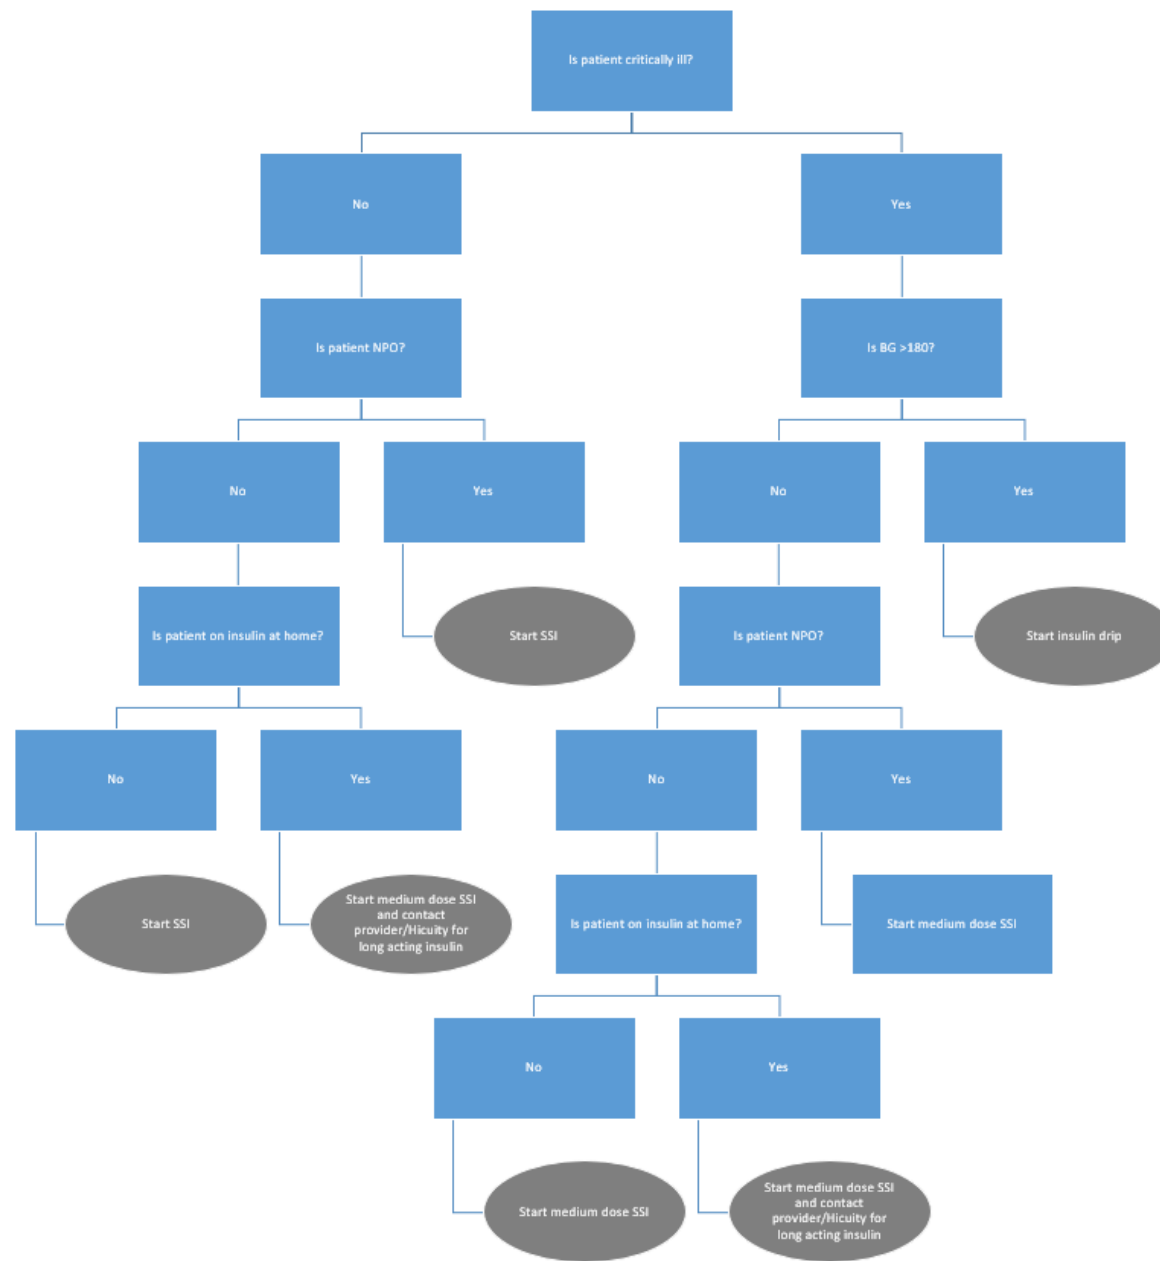 Is patient critically ill?
No
Yes
Is patient NPO?
Is BG >180?
No
Yes
No
Yes
Is patient on insulin at home?
Start SSI
Is patient NPO?
Start insulin drip
No
Yes
No
Yes
Start SSI
Start medium dose SSI
and contact
provider/Hicuity for
long acting insulin
Is patient on insulin at home?
Start medium dose SSI
No
Yes
Start medium dose SSI
Start medium dose SSI
and contact
provider/Hicuity for
long acting insulin